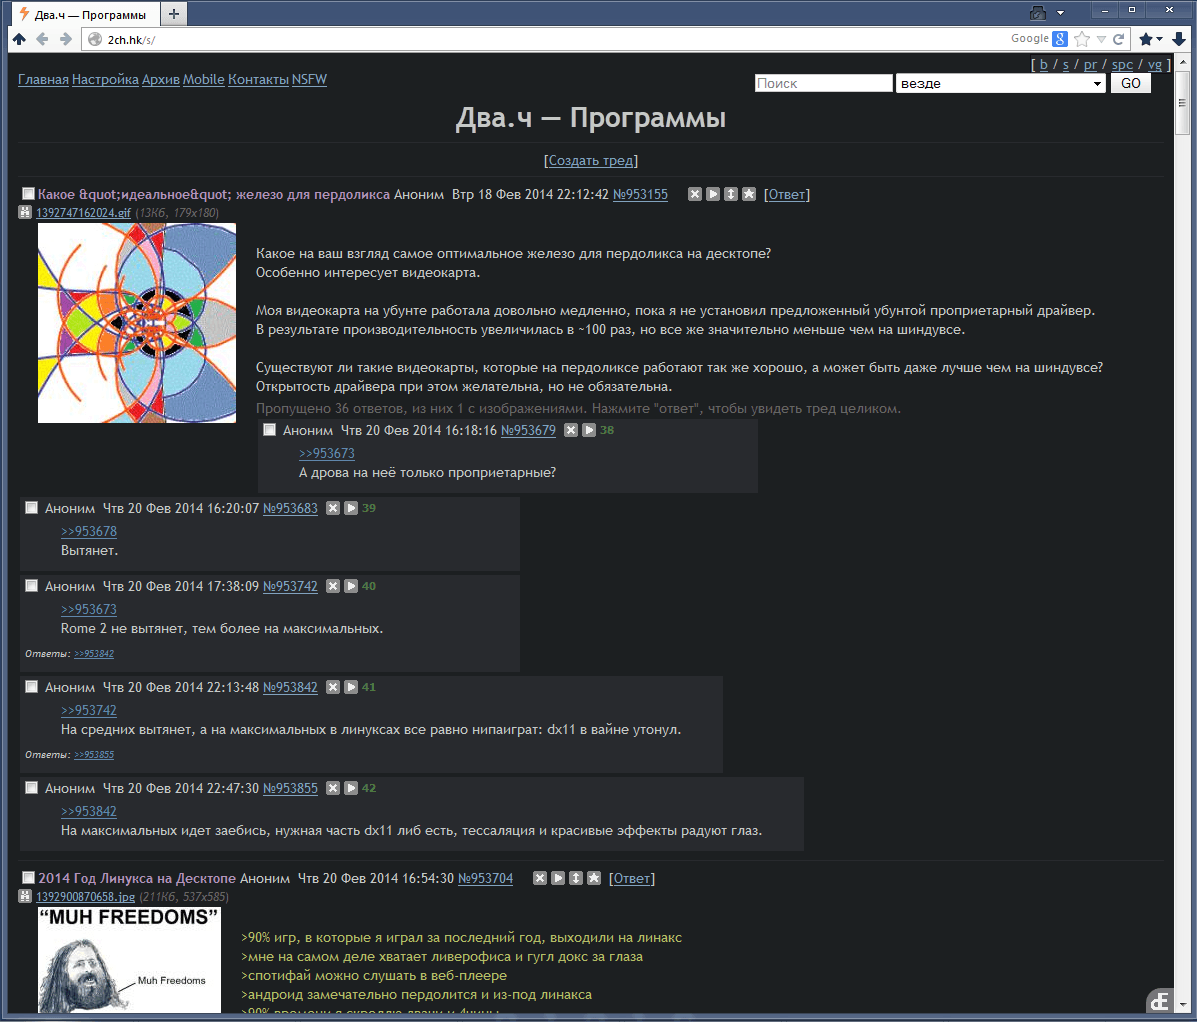 Два.ч — Программы
2ch.hk/s/
Google
[ b / s / pr / spc / vg ]
Главная Настройка Архив Mobile Контакты NSFW
Поиск
везде
GO
Два.ч — Программы
[Создать тред]
Какое &quot;идеальное&quot; железо для пердоликса Аноним Втр 18 Фев 2014 22:12:42 №953155 [Ответ]
1392747162024.gif (13Кб, 179x180)
Какое на ваш взгляд самое оптимальное железо для пердоликса на десктопе?
Особенно интересует видеокарта.
Моя видеокарта на убунте работала довольно медленно, пока я не установил предложенный убунтой проприетарный драйвер.
В результате производительность увеличилась в ~100 раз, но все же значительно меньше чем на шиндувсе.
Существуют ли такие видеокарты, которые на пердоликсе работают так же хорошо, а может быть даже лучше чем на шиндувсе?
Открытость драйвера при этом желательна, но не обязательна.
Пропущено 36 ответов, из них 1 с изображениями. Нажмите "ответ", чтобы увидеть тред целиком.
Аноним Чтв 20 Фев 2014 16:18:16 №953679 38
>>953673
А дрова на неё только проприетарные?
Аноним Чтв 20 Фев 2014 16:20:07 №953683 39
>>953678
Вытянет.
Аноним Чтв 20 Фев 2014 17:38:09 №953742 40
>>953673
Rome 2 не вытянет, тем более на максимальных.
Ответы: >>953842
Аноним Чтв 20 Фев 2014 22:13:48 №953842 41
>>953742
На средних вытянет, а на максимальных в линуксах все равно нипаиграт: dx11 в вайне утонул.
Ответы: >>953855
Аноним Чтв 20 Фев 2014 22:47:30 №953855 42
>>953842
На максимальных идет заебись, нужная часть dx11 либ есть, тессаляция и красивые эффекты радуют глаз.
2014 Год Линукса на Десктопе Аноним Чтв 20 Фев 2014 16:54:30 №953704 [Ответ]
1392900870658.jpg (211Кб, 537x585)
“MUH FREEDOMS”
Muh Freedoms
>90% игр, в которые я играл за последний год, выходили на линакс
>мне на самом деле хватает ливерофиса и гугл докс за глаза
>спотифай можно слушать в веб-плеере
>андроид замечательно пердолится и из-под линакса
>90% времени я скроллю двачи и 4чины